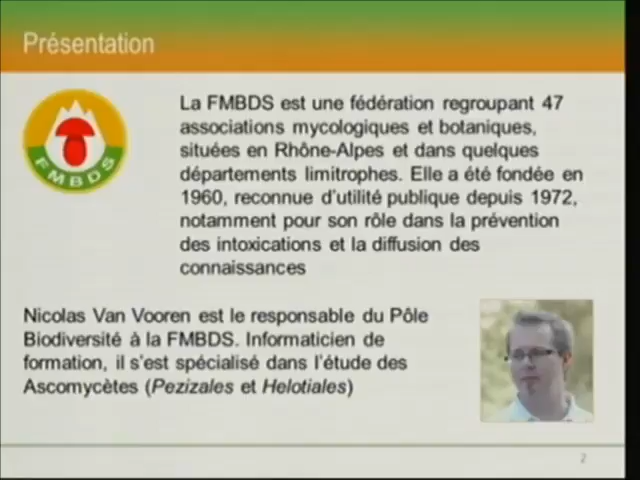 Présentation
FMBDS
La FMBDS est une fédération regroupant 47
associations mycologiques et botaniques,
situées en Rhône-Alpes et dans quelques
départements limitrophes. Elle a été fondée en
1960, reconnue d'utilité publique depuis 1972,
notamment pour son rôle dans la prévention
des intoxications et la diffusion des
connaissances
Nicolas Van Vooren est le responsable du Pôle
Biodiversité à la FMBDS. Informaticien de
formation, il s'est spécialisé dans l'étude des
Ascomycètes (Pezizales et Helotiales)
2